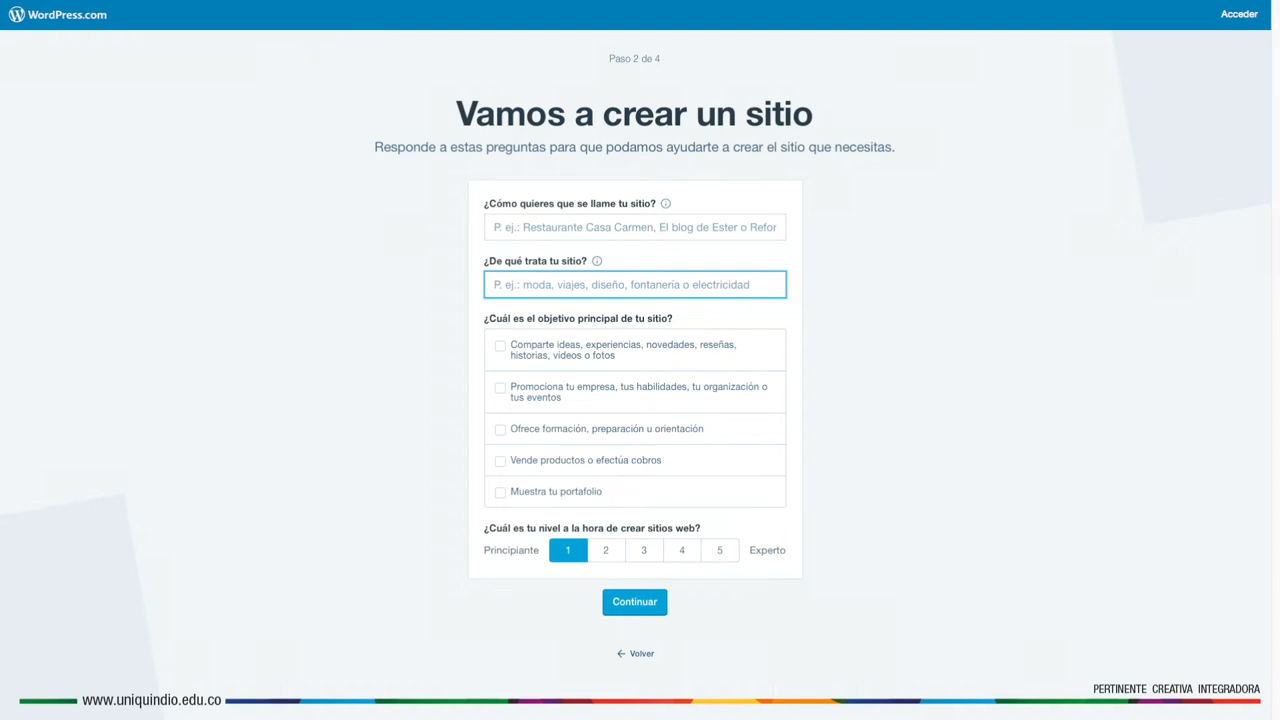 WordPress.com
Acceder
Paso 2 de 4
Vamos a crear un sitio
Responde a estas preguntas para que podamos ayudarte a crear el sitio que necesitas.
¿Cómo quieres que se llame tu sitio?
P. ej.: Restaurante Casa Carmen, El blog de Ester o Refor
¿De qué trata tu sitio?
P. ej.: moda, viajes, diseño, fontanería o electricidad
¿Cuál es el objetivo principal de tu sitio?
Comparte ideas, experiencias, novedades, reseñas,
historias, videos o fotos
Promociona tu empresa, tus habilidades, tu organización o
tus eventos
Ofrece formación, preparación u orientación
Vende productos o efectúa cobros
Muestra tu portafolio
¿Cuál es tu nivel a la hora de crear sitios web?
Principiante 1 2 3 4 5 Experto
Continuar
← Volver
PERTINENTE CREATIVA INTEGRADORA
www.uniquindio.edu.co